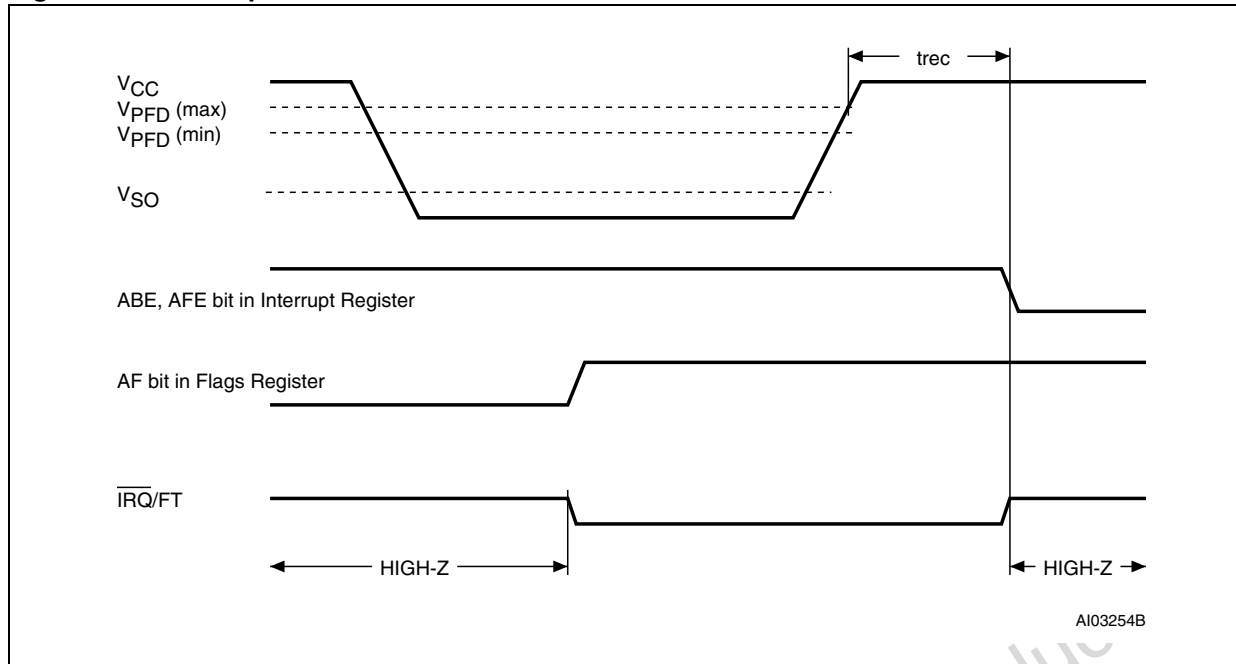 trec
VCC
VPFD (max)
VPFD (min)
VSO
ABE, AFE bit in Interrupt Register
AF bit in Flags Register
IRQ/FT
HIGH-Z
HIGH-Z
AI03254B